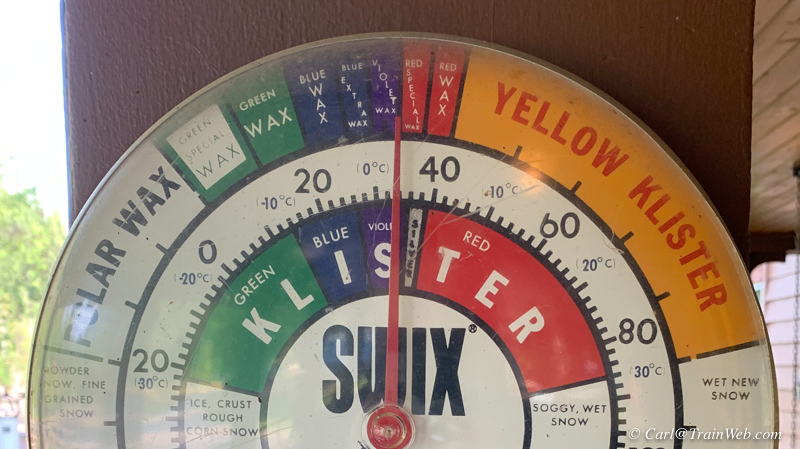 POLAR WAX
GREEN
SPECIAL
WAX
GREEN
WAX
BLUE
WAX
BLUE
EXTRA
WAX
VIOLET
WAX
RED
SPECIAL
WAX
RED
WAX
YELLOW KLISTER
20
(30°C)
0
(-20°C)
20
(-10°C)
(0°C)
40
(-10°C)
60
(20°C)
80
(30°C)
KLISTER
GREEN
BLUE
SILVER
RED
SWIX®
NOW, FINE
GRAINED
SNOW
ICE, CRUST
ROUGH
CORN SNOW
SOGGY, WET
SNOW
WET NEW
SNOW
© Carl@TrainWeb.com